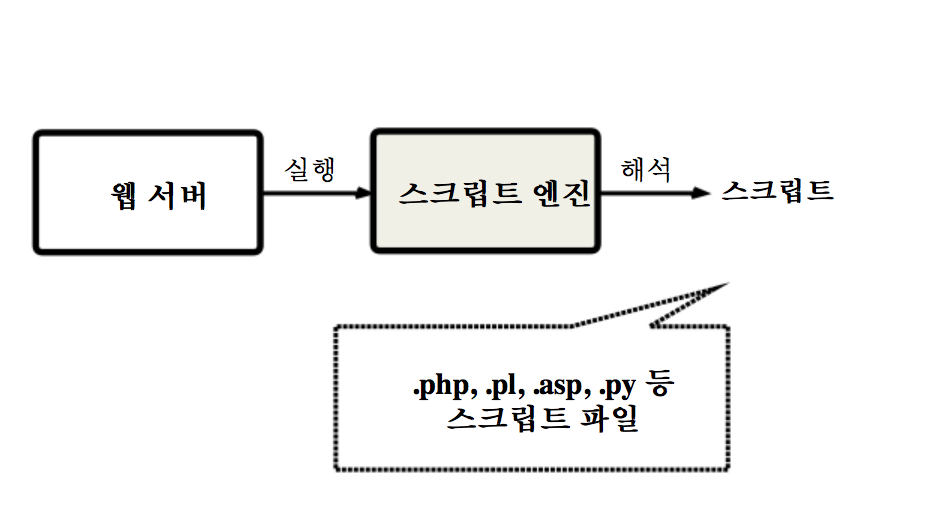 실행
해석
웹 서버
스크립트 엔진
스크립트
.php, .pl, .asp, .py 등
스크립트 파일